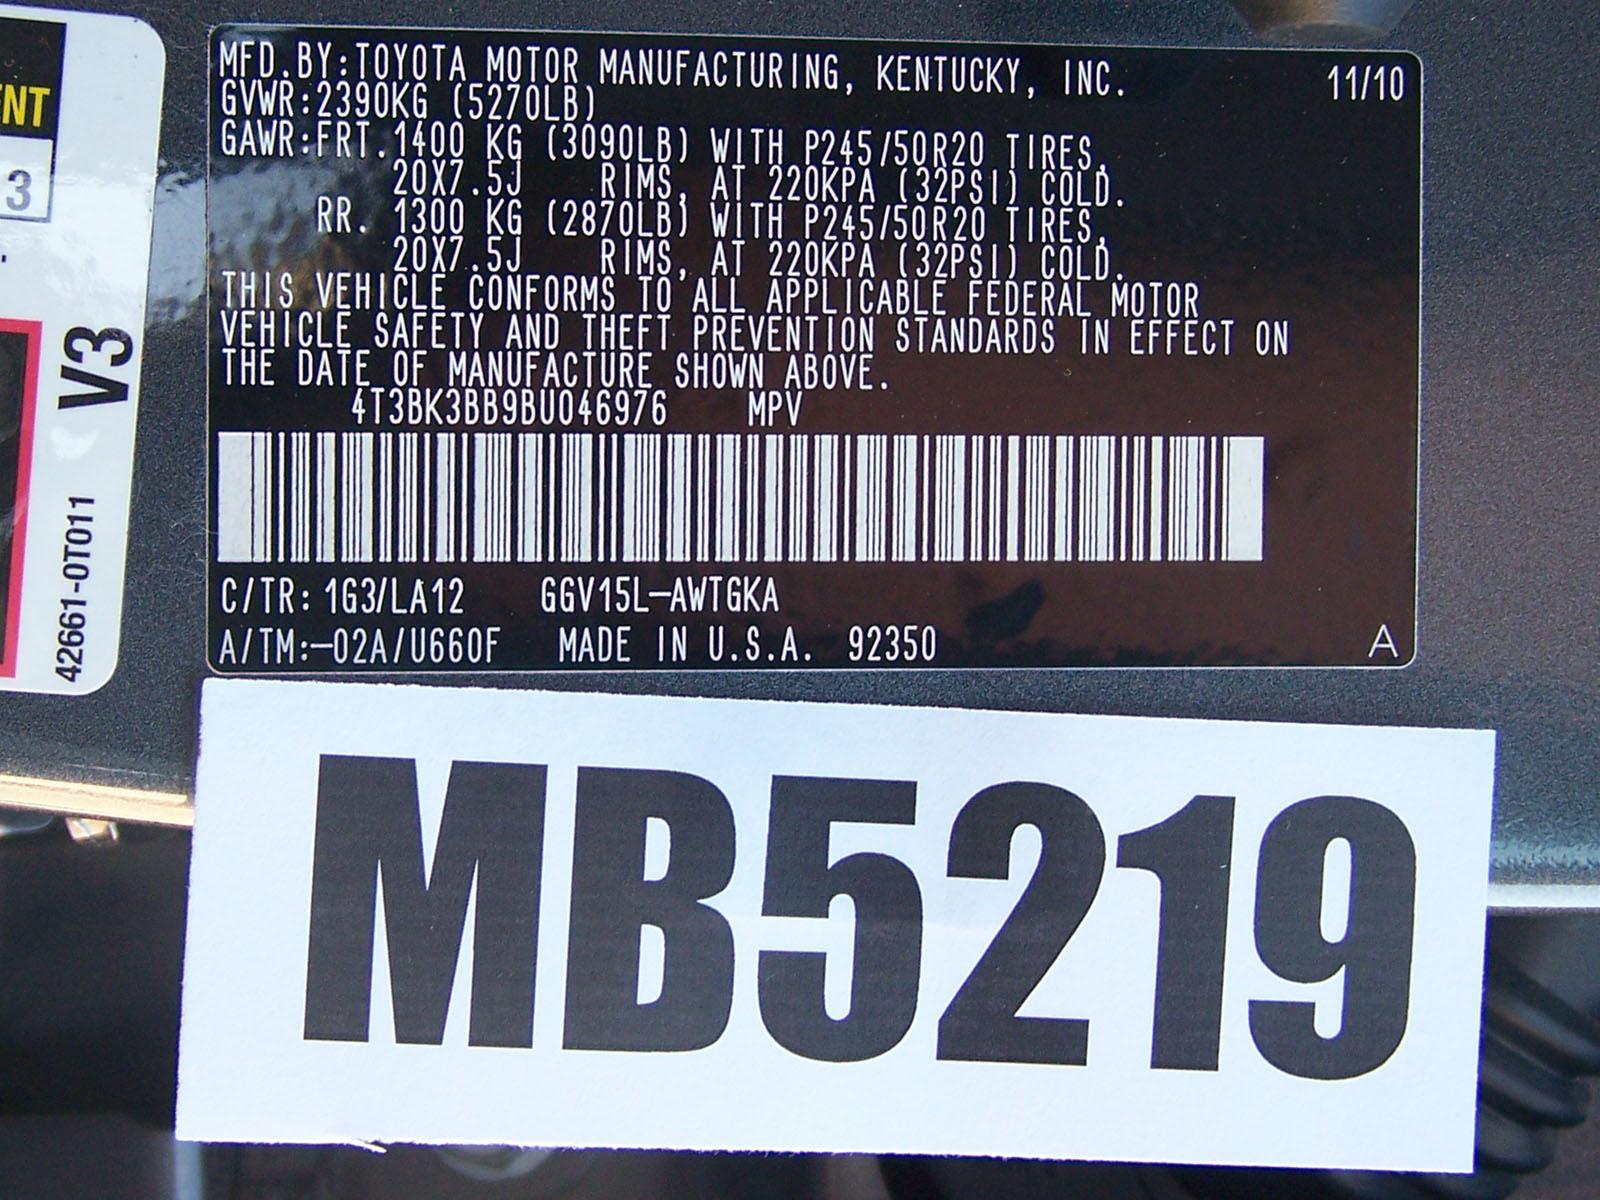 ENT
3
V3
42661-0T011
MFD.BY:TOYOTA MOTOR MANUFACTURING, KENTUCKY, INC. 11/10
GVWR:2390KG (5270LB)
GAWR:FRT.1400 KG (3090LB) WITH P245/50R20 TIRES,
20X7.5J RIMS, AT 220KPA (32PSI) COLD.
RR. 1300 KG (2870LB) WITH P245/50R20 TIRES,
20X7.5J RIMS, AT 220KPA (32PSI) COLD.
THIS VEHICLE CONFORMS TO ALL APPLICABLE FEDERAL MOTOR
VEHICLE SAFETY AND THEFT PREVENTION STANDARDS IN EFFECT ON
THE DATE OF MANUFACTURE SHOWN ABOVE.
4T3BK3BB9BU046976 MPV
C/TR: 1G3/LA12 GGV15L-AWTGKA
A/TM:-02A/U660F MADE IN U.S.A. 92350 A
MB5219